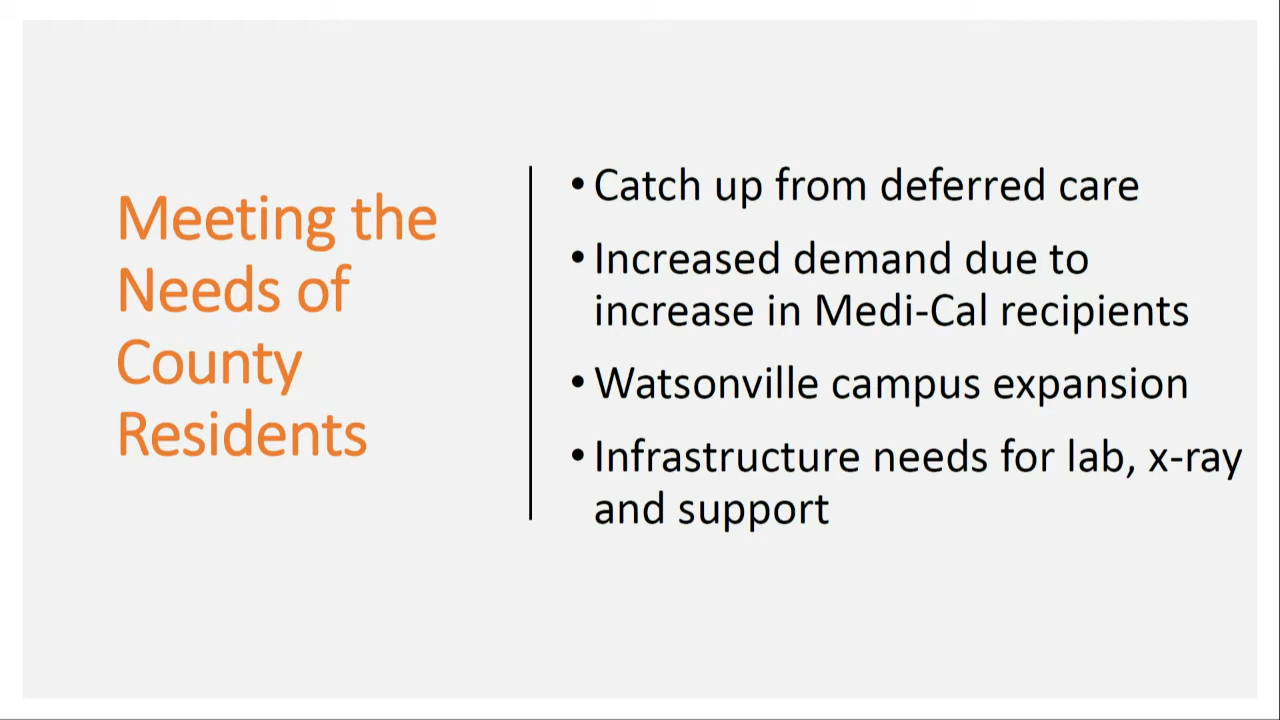 Meeting the
Needs of
County
Residents
• Catch up from deferred care
• Increased demand due to
increase in Medi-Cal recipients
• Watsonville campus expansion
• Infrastructure needs for lab, x-ray
and support